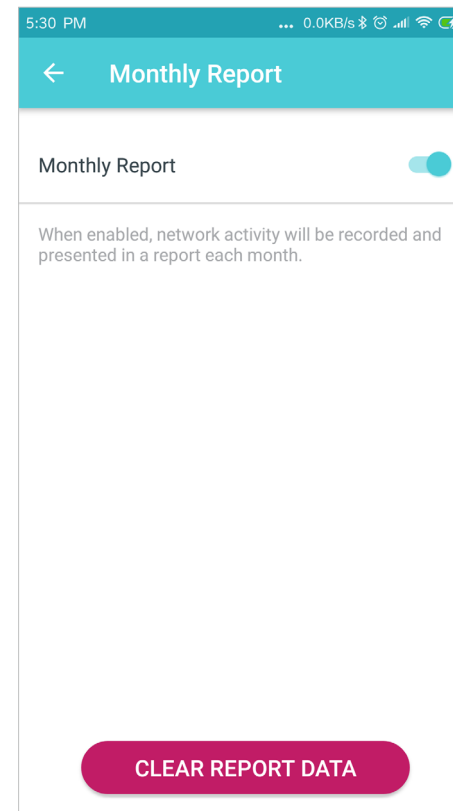 5:30 PM ... 0.0KB/s
Monthly Report
Monthly Report
When enabled, network activity will be recorded and
presented in a report each month.
CLEAR REPORT DATA